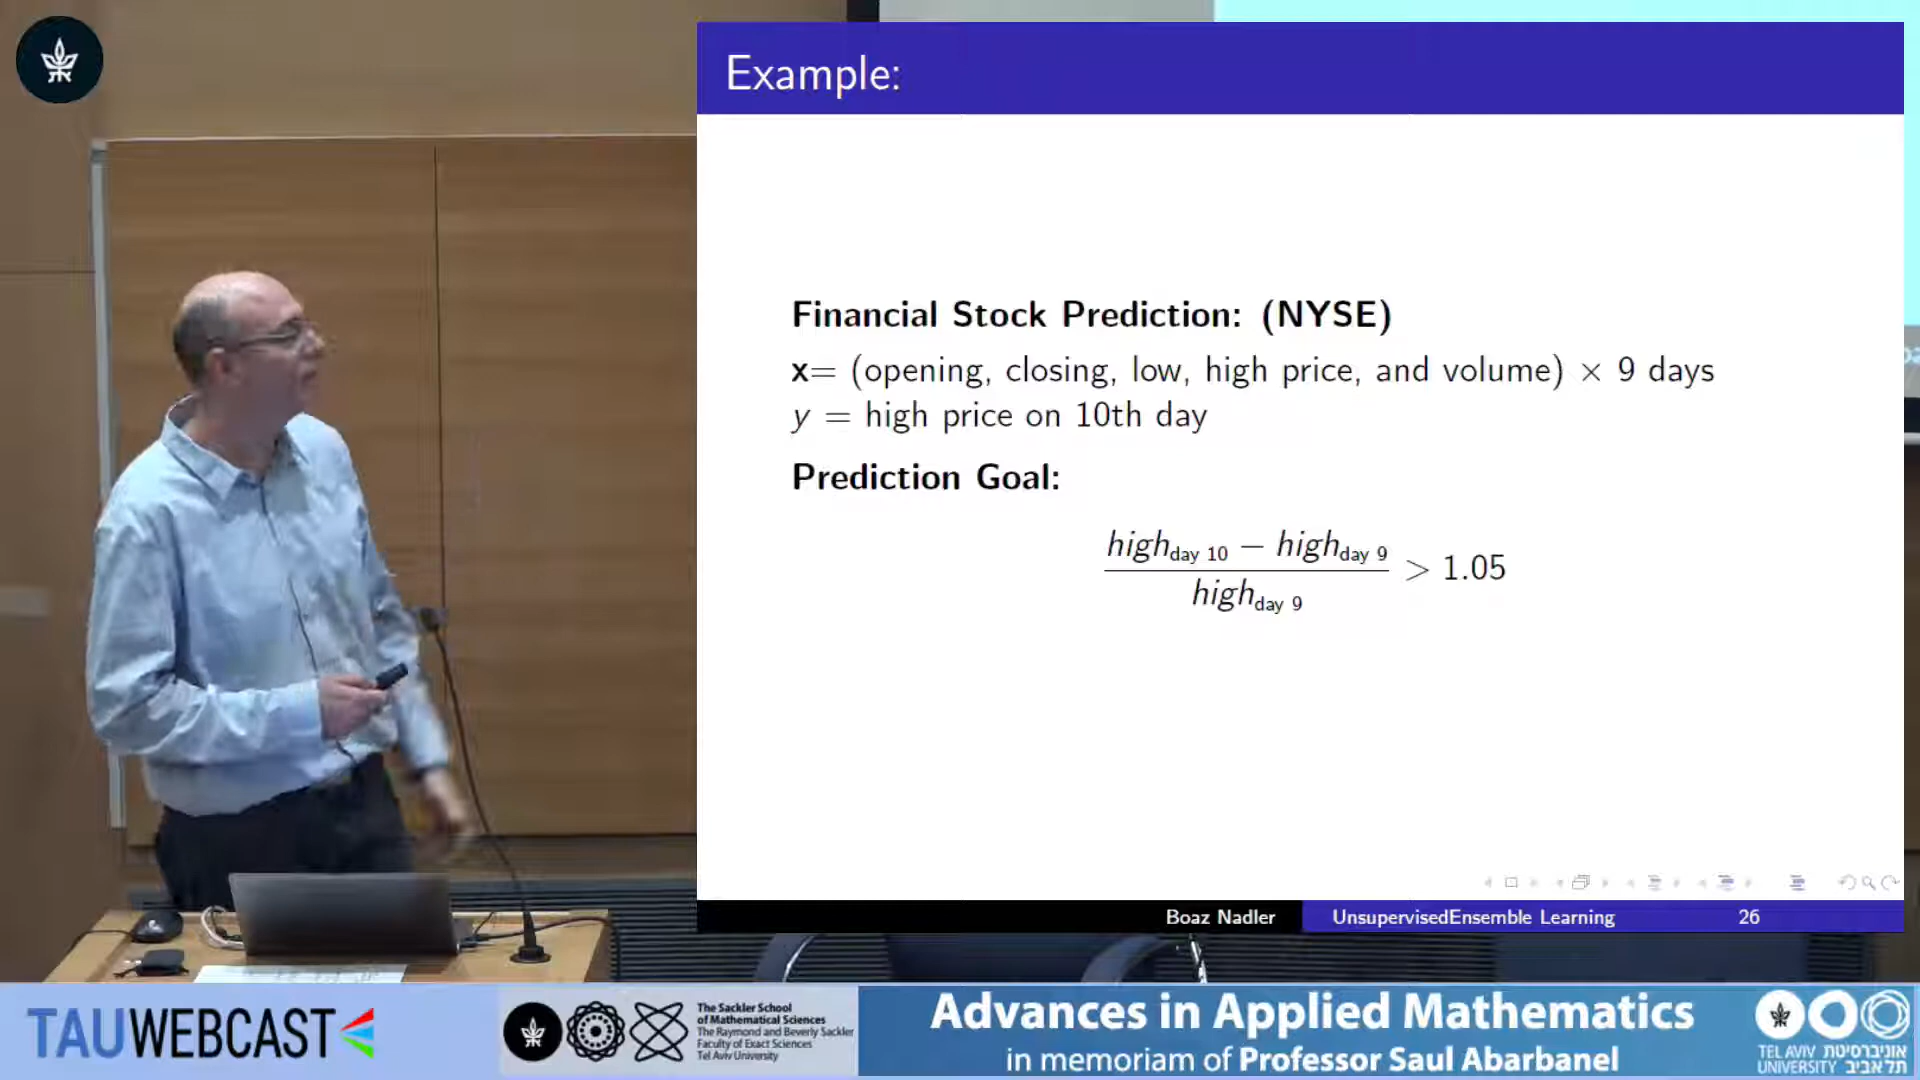 Example:
Financial Stock Prediction: (NYSE)
x= (opening, closing, low, high price, and volume) × 9 days
y = high price on 10th day
Prediction Goal:
high_day 10 − high_day 9
high_day 9
> 1.05
Boaz Nadler
UnsupervisedEnsemble Learning
26
TAUWEBCAST
The Sackler School
of Mathematical Sciences
The Raymond and Beverly Sackler
Faculty of Exact Sciences
Tel Aviv University
Advances in Applied Mathematics
in memoriam of Professor Saul Abarbanel
TEL AVIV אוניברסיטת
UNIVERSITY תל אביב